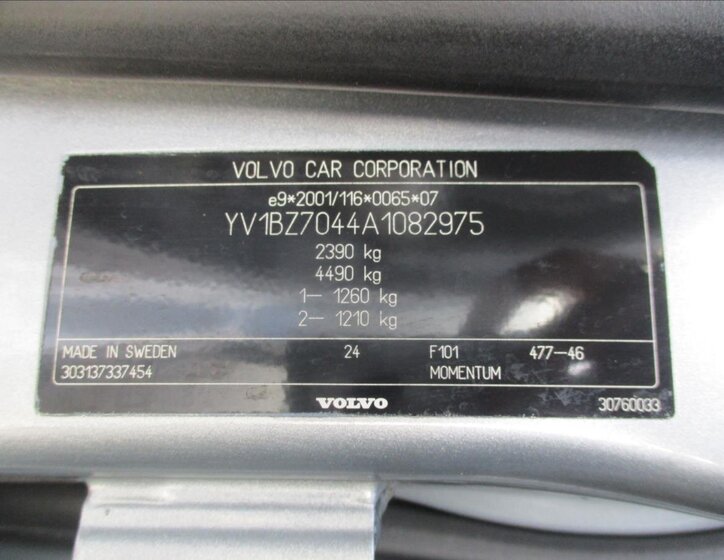 VOLVO CAR CORPORATION
e9*2001/116*0065*07
YV1BZ7044A1082975
2390 kg
4490 kg
1— 1260 kg
2— 1210 kg
MADE IN SWEDEN 24 F101 477-46
303137337454 MOMENTUM
VOLVO 30760033